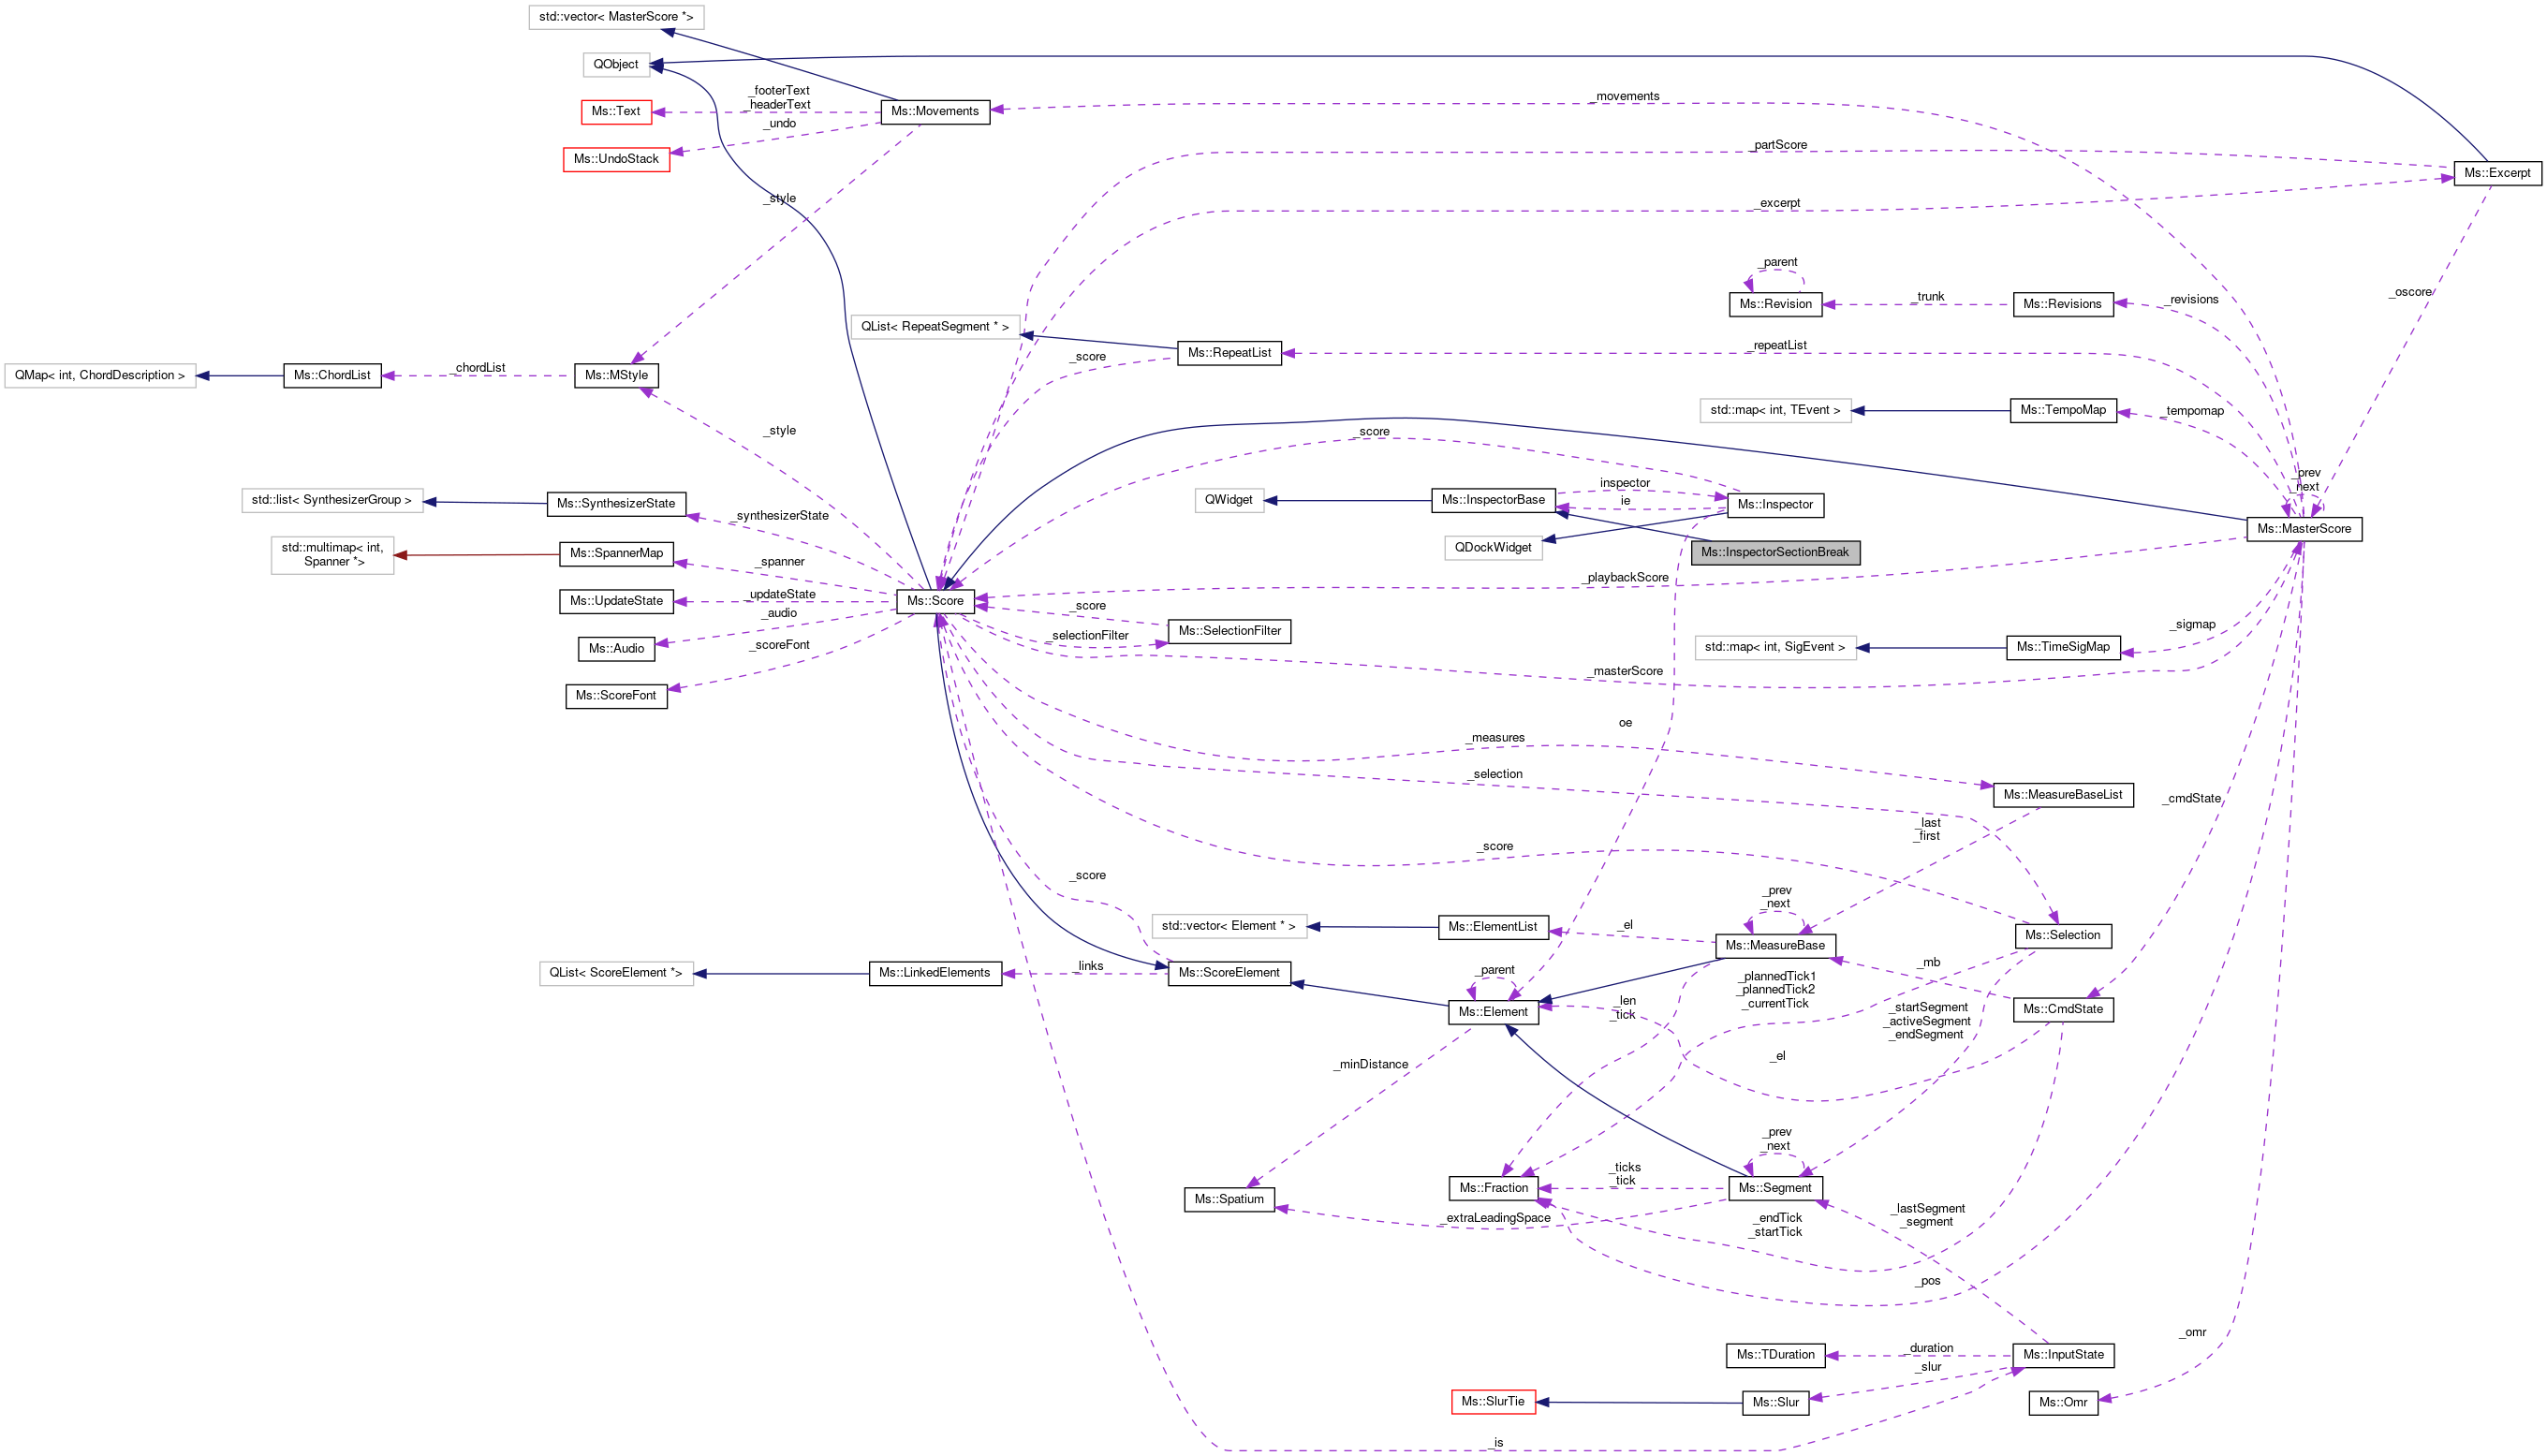 std::vector< MasterScore *>
QObject
_footerText
_headerText
Ms::Text
Ms::Movements
_movements
_undo
Ms::UndoStack
_partScore
Ms::Excerpt
_style
_excerpt
_parent
Ms::Revision
_trunk
Ms::Revisions
_revisions
_oscore
QList< RepeatSegment * >
Ms::RepeatList
_repeatList
_score
QMap< int, ChordDescription >
Ms::ChordList
_chordList
Ms::MStyle
std::map< int, TEvent >
Ms::TempoMap
_tempomap
_style
_score
_prev
_next
std::list< SynthesizerGroup >
Ms::SynthesizerState
_synthesizerState
QWidget
Ms::InspectorBase
inspector
ie
Ms::Inspector
Ms::MasterScore
std::multimap< int,
Spanner *>
Ms::SpannerMap
_spanner
QDockWidget
Ms::InspectorSectionBreak
_playbackScore
Ms::UpdateState
_updateState
_audio
Ms::Score
_score
Ms::SelectionFilter
_selectionFilter
Ms::Audio
_scoreFont
std::map< int, SigEvent >
Ms::TimeSigMap
_sigmap
_masterScore
Ms::ScoreFont
oe
_measures
_selection
Ms::MeasureBaseList
_cmdState
_last
_first
_score
_score
_prev
_next
std::vector< Element * >
Ms::ElementList
_el
Ms::MeasureBase
Ms::Selection
QList< ScoreElement *>
Ms::LinkedElements
_links
Ms::ScoreElement
_parent
_mb
_plannedTick1
_plannedTick2
_currentTick
Ms::Element
_len
_tick
_startSegment
_activeSegment
_endSegment
Ms::CmdState
_minDistance
_el
_prev
_next
Ms::Spatium
Ms::Fraction
_ticks
_tick
Ms::Segment
_extraLeadingSpace
_endTick
_startTick
_lastSegment
_segment
_pos
_omr
Ms::TDuration
_duration
Ms::InputState
_slur
Ms::SlurTie
Ms::Slur
Ms::Omr
_is